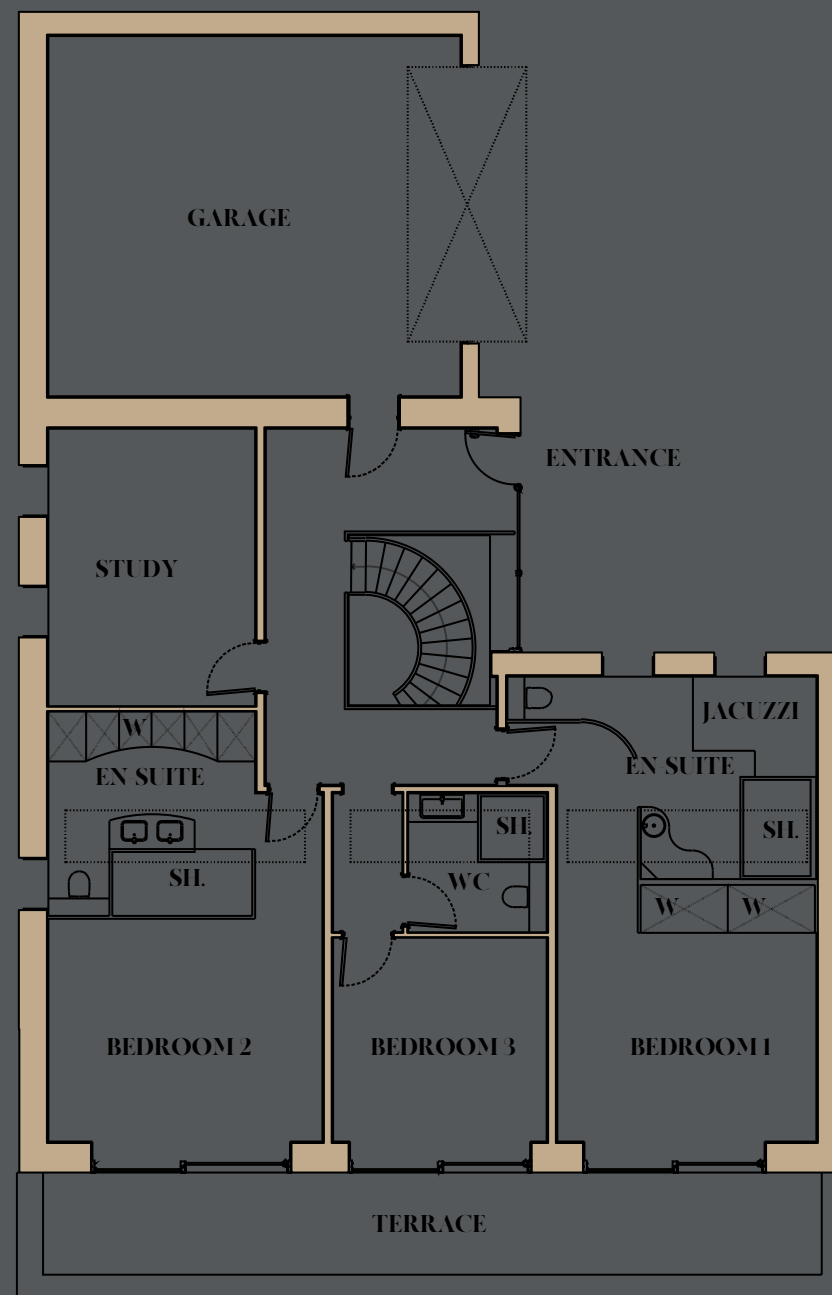 GARAGE
ENTRANCE
STUDY
W
JACUZZI
EN-SUITE
EN-SUITE
SH.
SH.
SH.
WC
W
W
BEDROOM 2
BEDROOM 3
BEDROOM 1
TERRACE